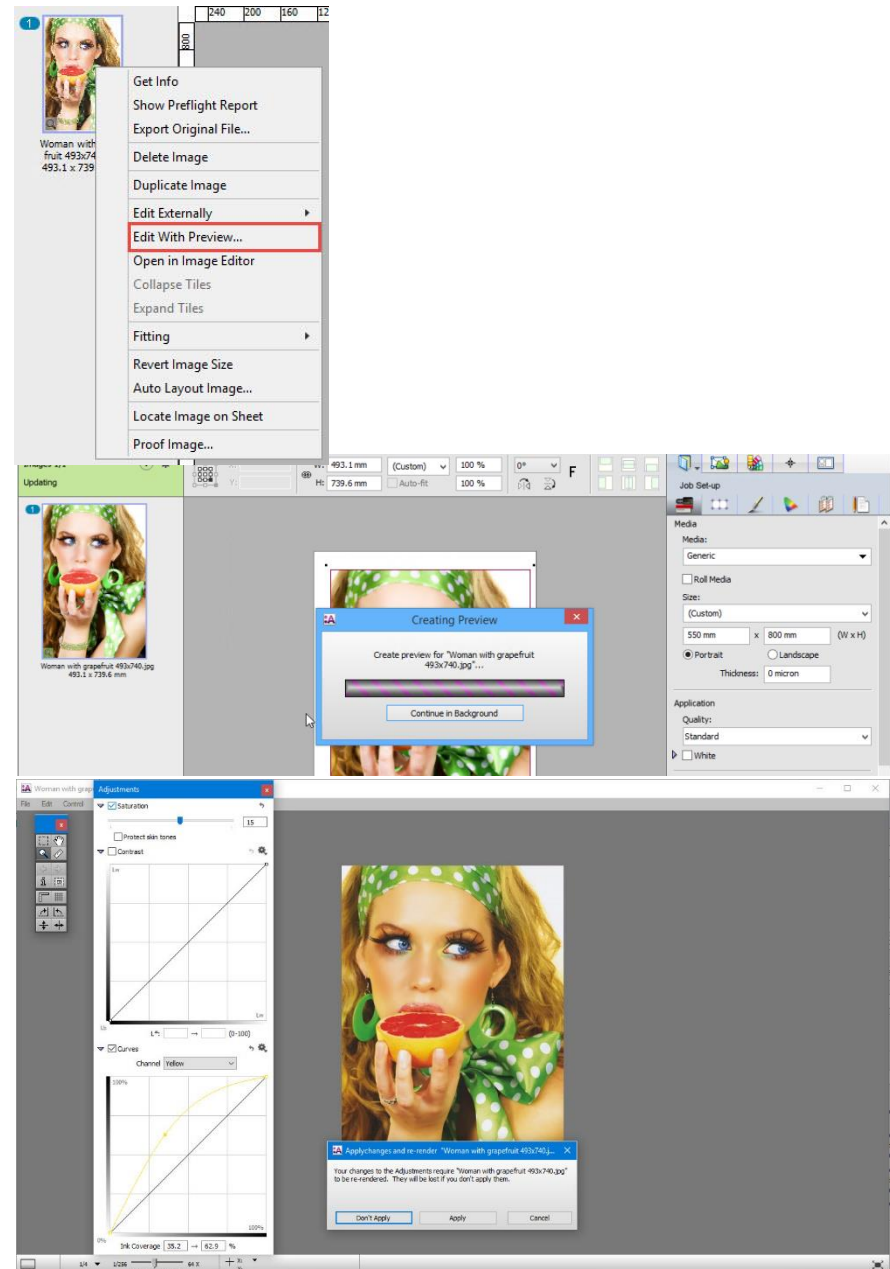 240 200 160 12
800
1
Get Info
Show Preflight Report
Export Original File...
Woman with
fruit 493x74
493.1 x 739
Delete Image
Duplicate Image
Edit Externally
Edit With Preview...
Open in Image Editor
Collapse Tiles
Expand Tiles
Fitting
Revert Image Size
Auto Layout Image...
Locate Image on Sheet
Proof Image...
Updating
Y:
H:
493.1 mm
739.6 mm
(Custom)
Auto-fit
100 %
100 %
0°
F
1
Woman with grapefruit 493x740.jpg
493.1 x 739.6 mm
Creating Preview
Create preview for "Woman with grapefruit
493x740.jpg"...
Continue in Background
Job Set-up
Media
Media:
Generic
Roll Media
Size:
(Custom)
550 mm x 800 mm (W x H)
Portrait Landscape
Thickness: 0 micron
Application
Quality:
Standard
White
Woman with grap
File Edit Control
Adjustments
Saturation
15
Protect skin tones
Contrast
L*: → (0-100)
Curves
Channel Yellow
100%
100%
0%
Ink Coverage 35.2 → 62.9 %
Applychanges and re-render "Woman with grapefruit 493x740.j...
Your changes to the Adjustments require "Woman with grapefruit 493x740.jpg"
to be re-rendered. They will be lost if you don't apply them.
Don't Apply Apply Cancel
1/4 1/256 64 X